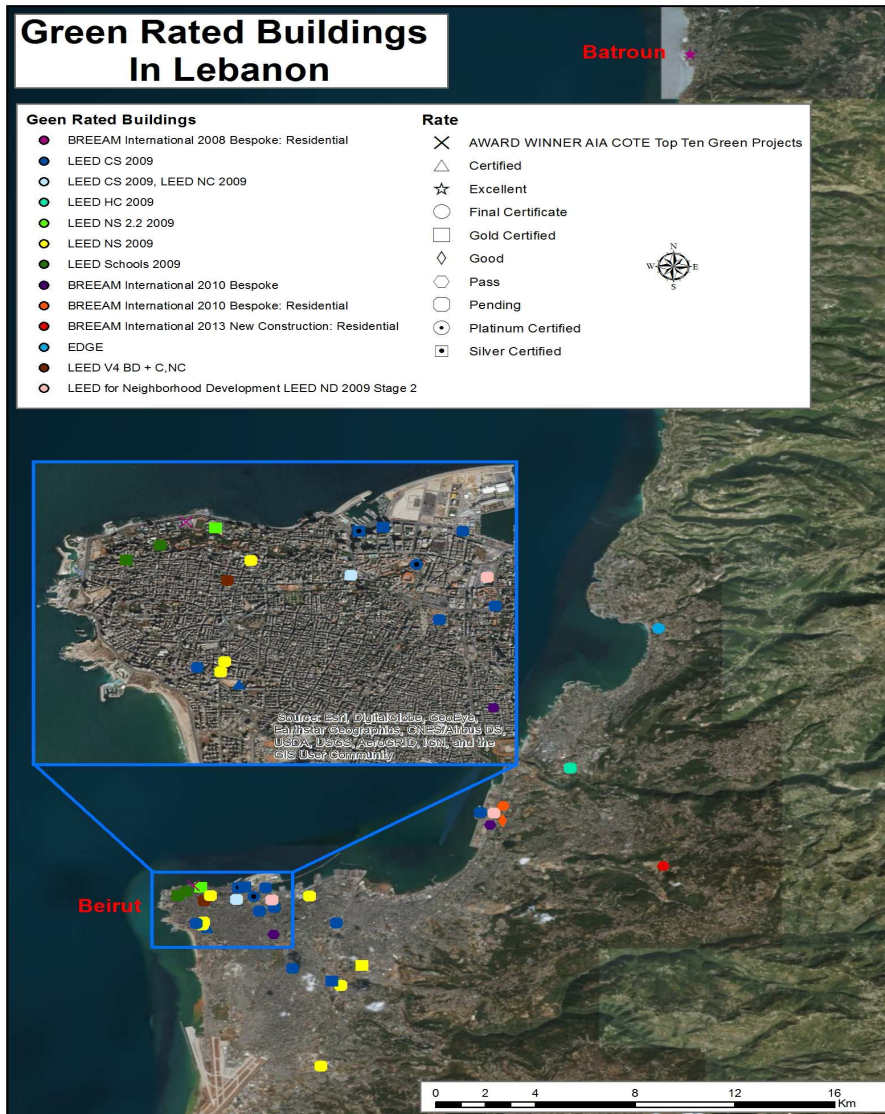 Green Rated Buildings
In Lebanon
Batroun
Geen Rated Buildings
BREEAM International 2008 Bespoke: Residential
LEED CS 2009
LEED CS 2009, LEED NC 2009
LEED HC 2009
LEED NS 2.2 2009
LEED NS 2009
LEED Schools 2009
BREEAM International 2010 Bespoke
BREEAM International 2010 Bespoke: Residential
BREEAM International 2013 New Construction: Residential
EDGE
LEED V4 BD + C,NC
LEED for Neighborhood Development LEED ND 2009 Stage 2
Rate
AWARD WINNER AIA COTE Top Ten Green Projects
Certified
Excellent
Final Certificate
Gold Certified
Good
Pass
Pending
Platinum Certified
Silver Certified
N
W E
S
Source: Esri, DigitalGlobe, GeoEye,
Earthstar Geographics, CNES/Airbus DS,
USDA, USGS, AeroGRID, IGN, and the
GIS User Community
Beirut
0 2 4 8 12 16
Km